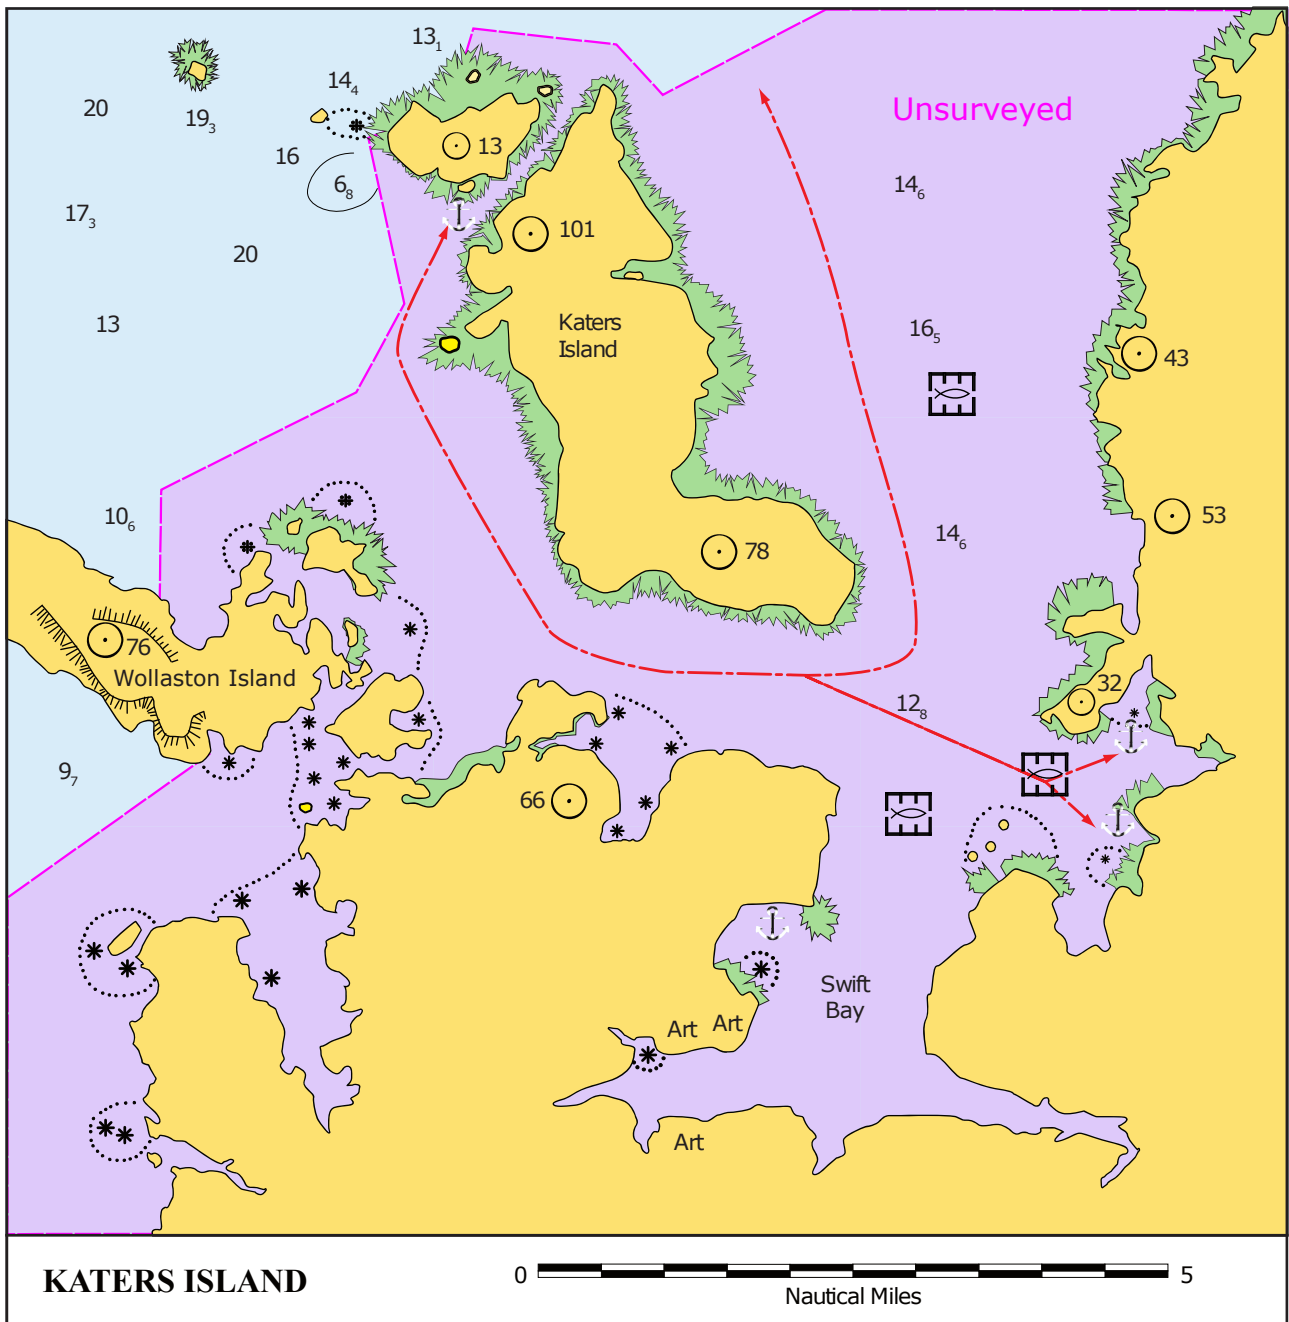 13₁
14₄
20
19₃
Unsurveyed
13
16
6₈
14₆
17₃
101
20
13
Katers
Island
16₅
43
10₆
53
14₆
78
76
Wollaston Island
32
12₈
9₇
66
Swift
Bay
Art
Art
Art
KATERS ISLAND
0
5
Nautical Miles